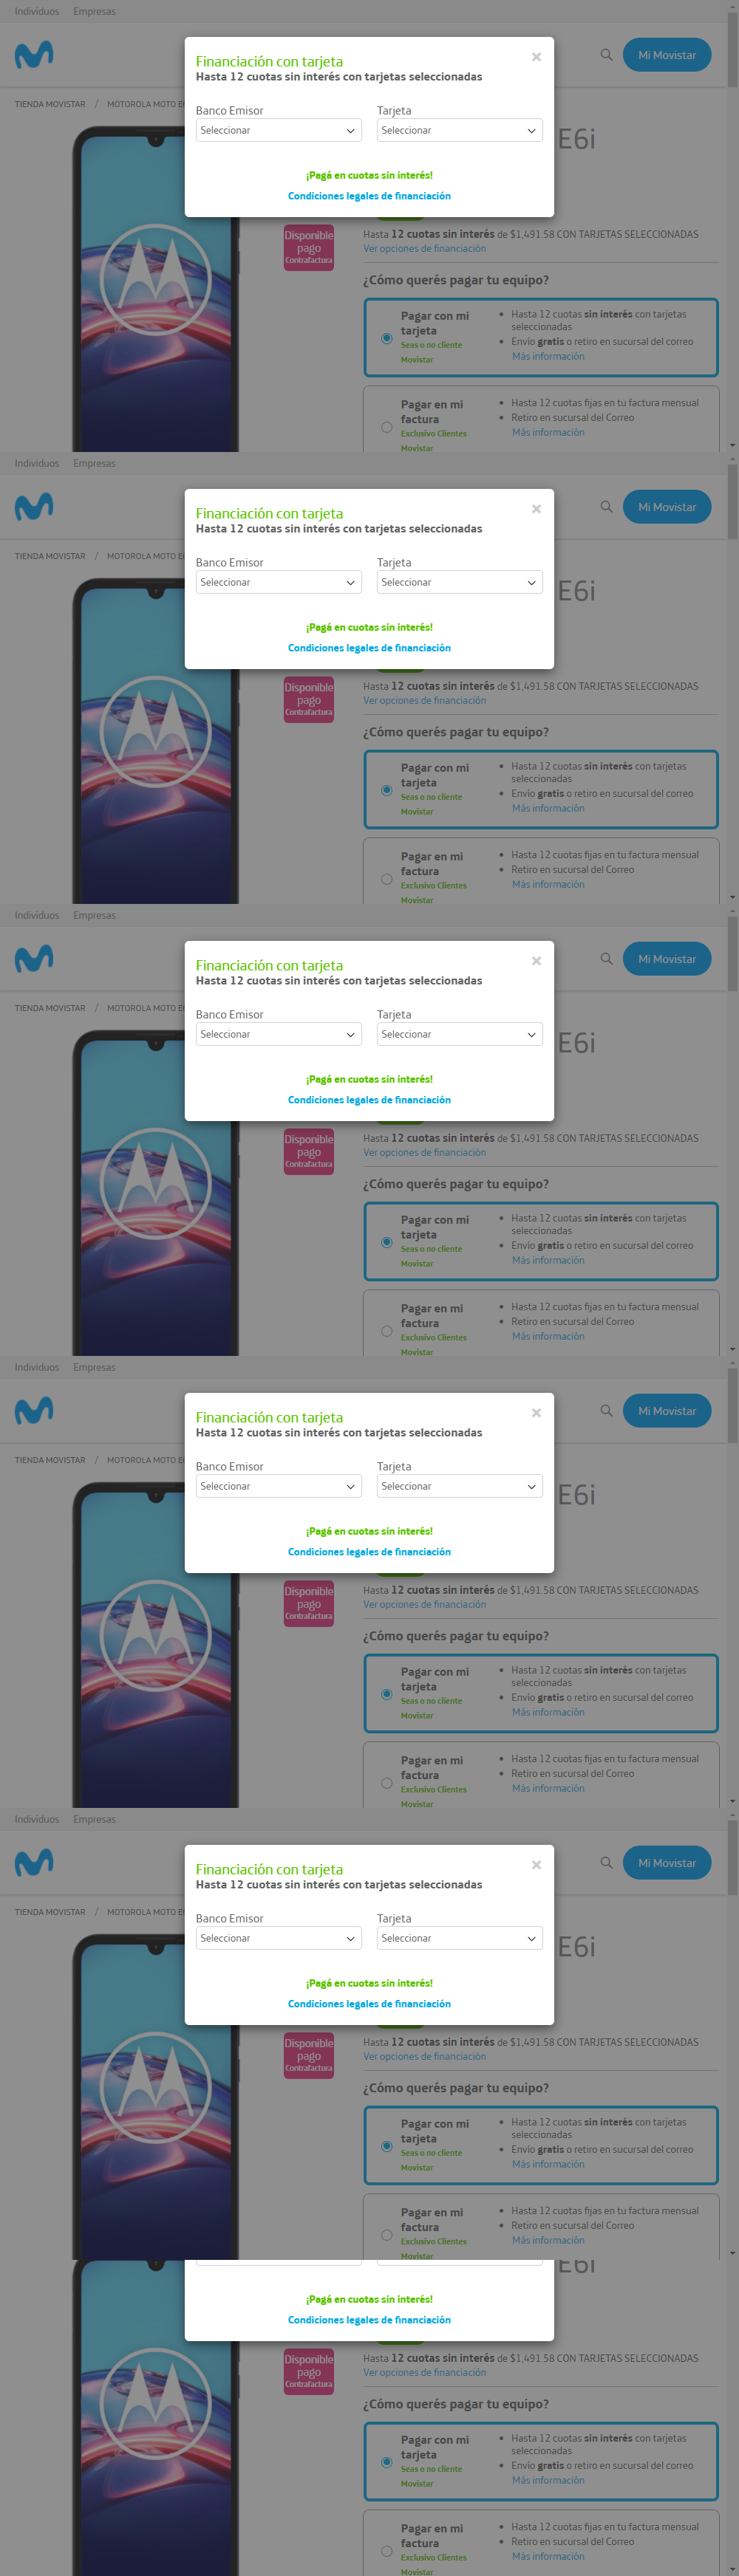 Individuos Empresas
Mi Movistar
TIENDA MOVISTAR / MOTOROLA MOTO E6
E6i
Financiación con tarjeta
Hasta 12 cuotas sin interés con tarjetas seleccionadas
Banco Emisor Tarjeta
Seleccionar Seleccionar
¡Pagá en cuotas sin interés!
Condiciones legales de financiación
Disponible
pago
Contrafactura
Hasta 12 cuotas sin interés de $1,491.58 CON TARJETAS SELECCIONADAS
Ver opciones de financiación
¿Cómo querés pagar tu equipo?
Pagar con mi
tarjeta
Seas o no cliente
Movistar
Hasta 12 cuotas sin interés con tarjetas
seleccionadas
Envío gratis o retiro en sucursal del correo
Más información
Pagar en mi
factura
Exclusivo Clientes
Movistar
Hasta 12 cuotas fijas en tu factura mensual
Retiro en sucursal del Correo
Más información
Individuos Empresas
Mi Movistar
TIENDA MOVISTAR / MOTOROLA MOTO E6
E6i
Financiación con tarjeta
Hasta 12 cuotas sin interés con tarjetas seleccionadas
Banco Emisor Tarjeta
Seleccionar Seleccionar
¡Pagá en cuotas sin interés!
Condiciones legales de financiación
Disponible
pago
Contrafactura
Hasta 12 cuotas sin interés de $1,491.58 CON TARJETAS SELECCIONADAS
Ver opciones de financiación
¿Cómo querés pagar tu equipo?
Pagar con mi
tarjeta
Seas o no cliente
Movistar
Hasta 12 cuotas sin interés con tarjetas
seleccionadas
Envío gratis o retiro en sucursal del correo
Más información
Pagar en mi
factura
Exclusivo Clientes
Movistar
Hasta 12 cuotas fijas en tu factura mensual
Retiro en sucursal del Correo
Más información
Individuos Empresas
Mi Movistar
TIENDA MOVISTAR / MOTOROLA MOTO E6
E6i
Financiación con tarjeta
Hasta 12 cuotas sin interés con tarjetas seleccionadas
Banco Emisor Tarjeta
Seleccionar Seleccionar
¡Pagá en cuotas sin interés!
Condiciones legales de financiación
Disponible
pago
Contrafactura
Hasta 12 cuotas sin interés de $1,491.58 CON TARJETAS SELECCIONADAS
Ver opciones de financiación
¿Cómo querés pagar tu equipo?
Pagar con mi
tarjeta
Seas o no cliente
Movistar
Hasta 12 cuotas sin interés con tarjetas
seleccionadas
Envío gratis o retiro en sucursal del correo
Más información
Pagar en mi
factura
Exclusivo Clientes
Movistar
Hasta 12 cuotas fijas en tu factura mensual
Retiro en sucursal del Correo
Más información
Individuos Empresas
Mi Movistar
TIENDA MOVISTAR / MOTOROLA MOTO E6
E6i
Financiación con tarjeta
Hasta 12 cuotas sin interés con tarjetas seleccionadas
Banco Emisor Tarjeta
Seleccionar Seleccionar
¡Pagá en cuotas sin interés!
Condiciones legales de financiación
Disponible
pago
Contrafactura
Hasta 12 cuotas sin interés de $1,491.58 CON TARJETAS SELECCIONADAS
Ver opciones de financiación
¿Cómo querés pagar tu equipo?
Pagar con mi
tarjeta
Seas o no cliente
Movistar
Hasta 12 cuotas sin interés con tarjetas
seleccionadas
Envío gratis o retiro en sucursal del correo
Más información
Pagar en mi
factura
Exclusivo Clientes
Movistar
Hasta 12 cuotas fijas en tu factura mensual
Retiro en sucursal del Correo
Más información
Individuos Empresas
Mi Movistar
TIENDA MOVISTAR / MOTOROLA MOTO E6
E6i
Financiación con tarjeta
Hasta 12 cuotas sin interés con tarjetas seleccionadas
Banco Emisor Tarjeta
Seleccionar Seleccionar
¡Pagá en cuotas sin interés!
Condiciones legales de financiación
Disponible
pago
Contrafactura
Hasta 12 cuotas sin interés de $1,491.58 CON TARJETAS SELECCIONADAS
Ver opciones de financiación
¿Cómo querés pagar tu equipo?
Pagar con mi
tarjeta
Seas o no cliente
Movistar
Hasta 12 cuotas sin interés con tarjetas
seleccionadas
Envío gratis o retiro en sucursal del correo
Más información
Pagar en mi
factura
Exclusivo Clientes
Movistar
Hasta 12 cuotas fijas en tu factura mensual
Retiro en sucursal del Correo
Más información
E6i
¡Pagá en cuotas sin interés!
Condiciones legales de financiación
Disponible
pago
Contrafactura
Hasta 12 cuotas sin interés de $1,491.58 CON TARJETAS SELECCIONADAS
Ver opciones de financiación
¿Cómo querés pagar tu equipo?
Pagar con mi
tarjeta
Seas o no cliente
Movistar
Hasta 12 cuotas sin interés con tarjetas
seleccionadas
Envío gratis o retiro en sucursal del correo
Más información
Pagar en mi
factura
Exclusivo Clientes
Movistar
Hasta 12 cuotas fijas en tu factura mensual
Retiro en sucursal del Correo
Más información